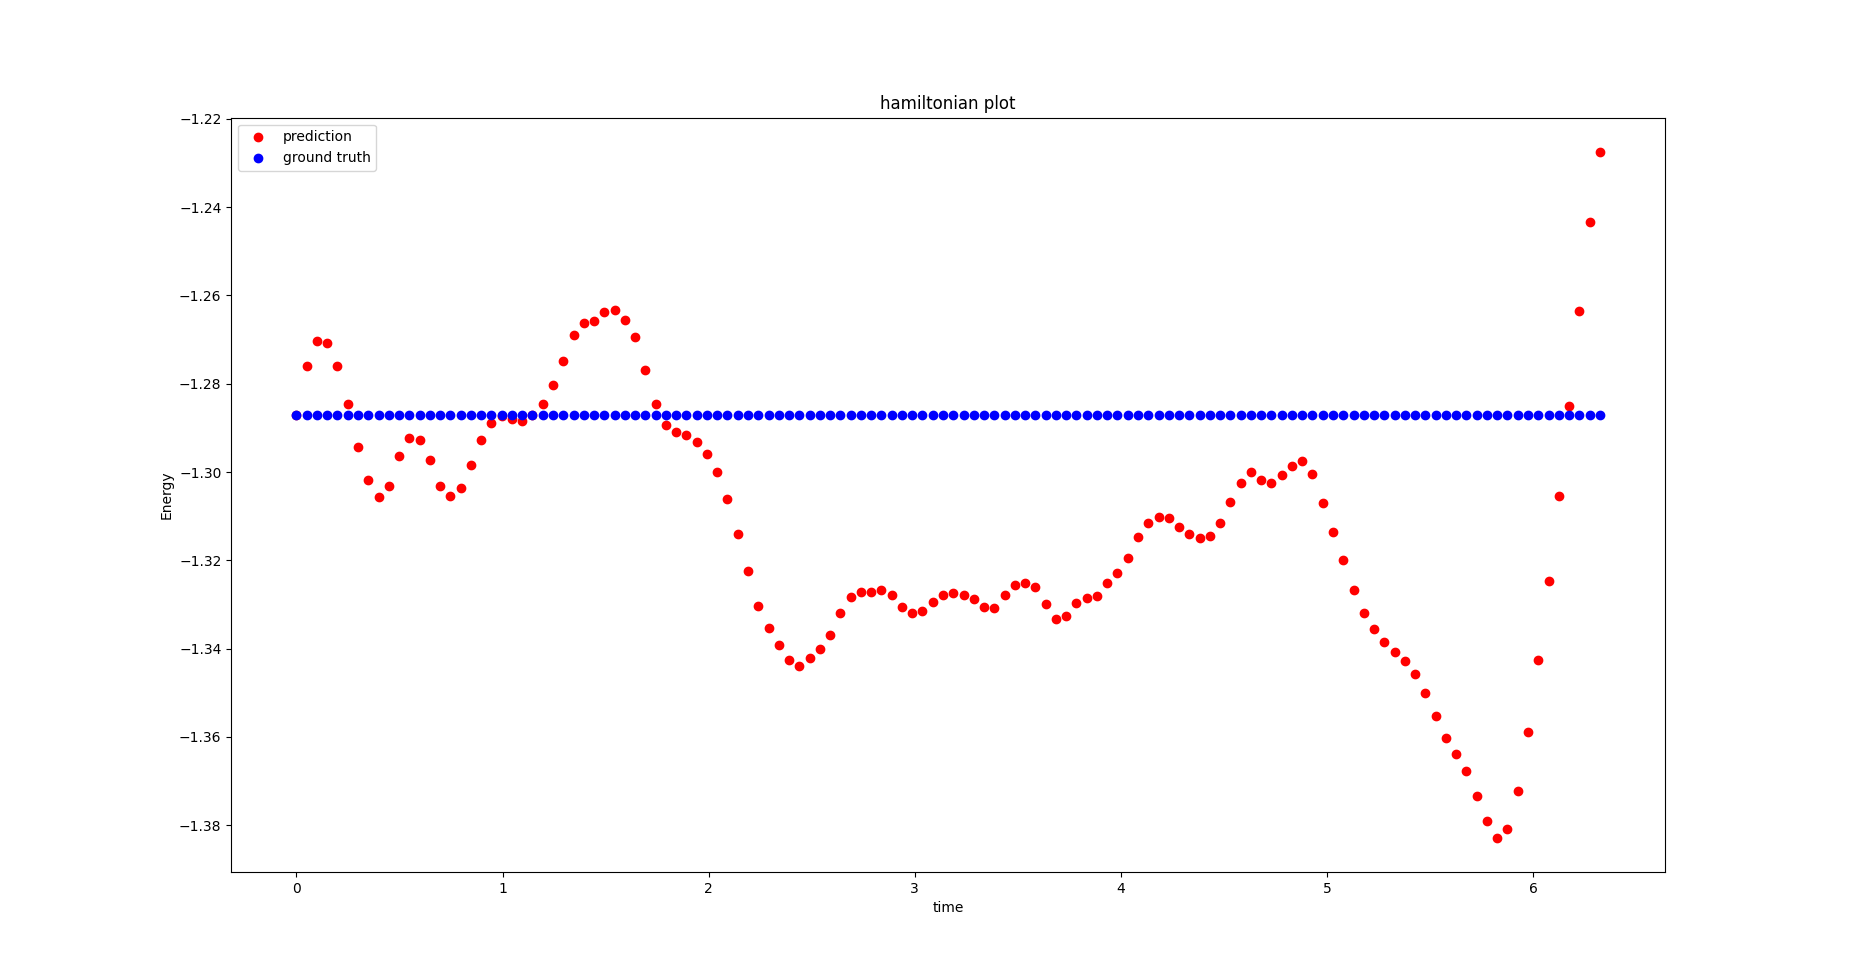 hamiltonian plot
−1.22
−1.24
−1.26
−1.28
−1.30
−1.32
−1.34
−1.36
−1.38
Energy
prediction
ground truth
0 1 2 3 4 5 6
time